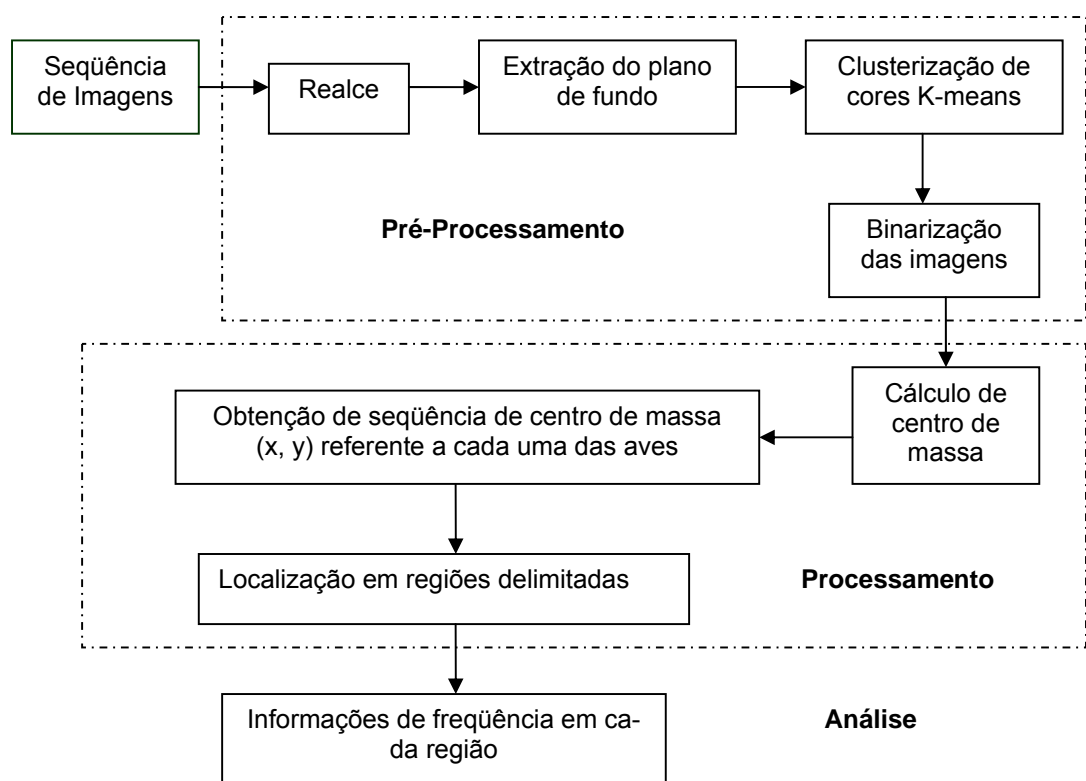 Seqüência
de Imagens
Realce
Extração do plano
de fundo
Clusterização de
cores K-means
Pré-Processamento
Binarização
das imagens
Cálculo de
centro de
massa
Obtenção de seqüência de centro de massa
(x, y) referente a cada uma das aves
Localização em regiões delimitadas
Processamento
Informações de freqüência em ca-
da região
Análise